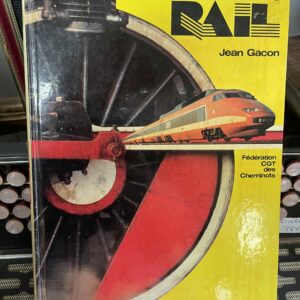 RAIL
Jean Gacon
Fédération
CGT
des
Cheminots